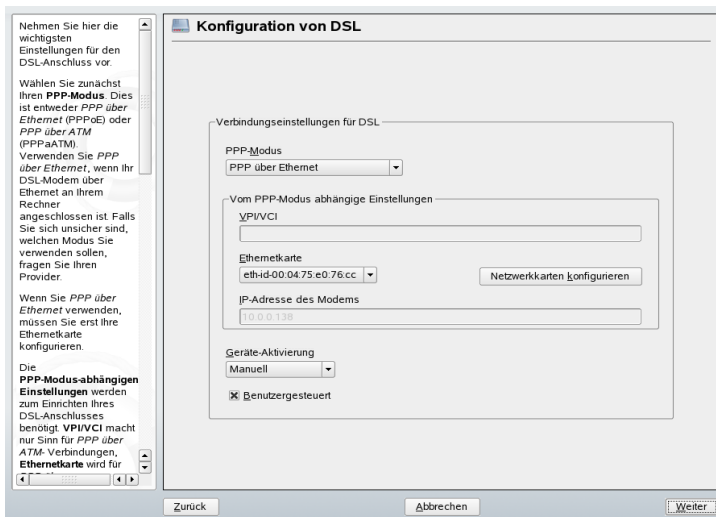 Nehmen Sie hier die
wichtigsten
Einstellungen für den
DSL-Anschluss vor.
Wählen Sie zunächst
Ihren PPP-Modus. Dies
ist entweder PPP über
Ethernet (PPPoE) oder
PPP über ATM
(PPPaATM).
Verwenden Sie PPP
über Ethernet, wenn Ihr
DSL-Modem über
Ethernet an Ihrem
Rechner
angeschlossen ist. Falls
Sie sich unsicher sind,
welchen Modus Sie
verwenden sollen,
fragen Sie Ihren
Provider.
Wenn Sie PPP über
Ethernet verwenden,
müssen Sie erst Ihre
Ethernetkarte
konfigurieren.
Die
PPP-Modus-abhängigen
Einstellungen werden
zum Einrichten Ihres
DSL-Anschlusses
benötigt. VPI/VCI macht
nur Sinn für PPP über
ATM- Verbindungen,
Ethernetkarte wird für
Konfiguration von DSL
Verbindungseinstellungen für DSL
PPP-Modus
PPP über Ethernet
Vom PPP-Modus abhängige Einstellungen
VPI/VCI
Ethernetkarte
eth-id-00:04:75:e0:76:cc
Netzwerkkarten konfigurieren
IP-Adresse des Modems
10.0.0.138
Geräte-Aktivierung
Manuell
Benutzergesteuert
Zurück
Abbrechen
Weiter